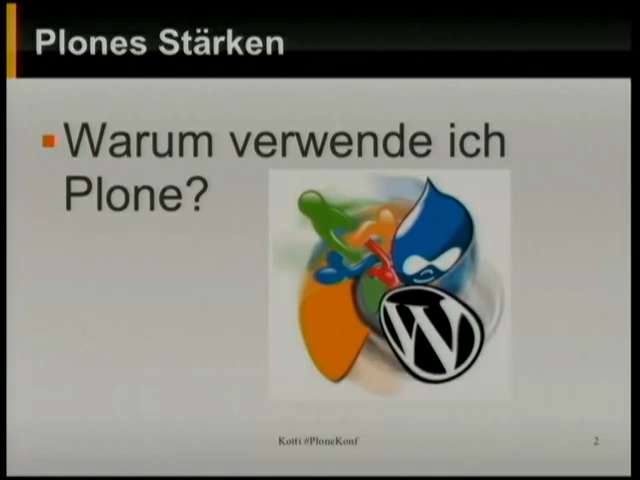 Plones Stärken
Warum verwende ich
Plone?
W
Kotti #PloneKonf
2